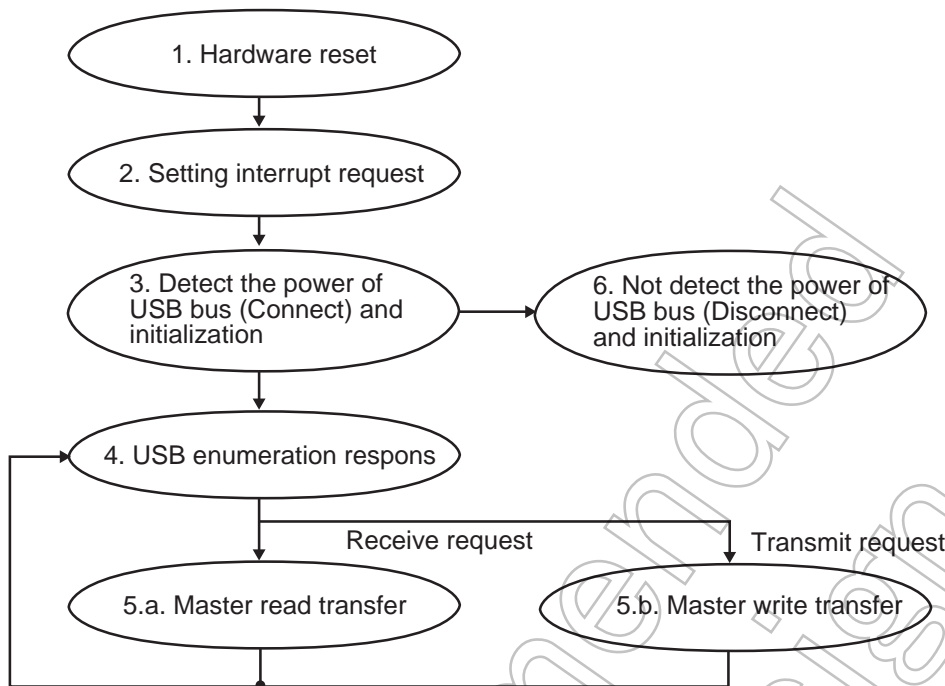 1. Hardware reset
2. Setting interrupt request
3. Detect the power of
USB bus (Connect) and
initialization
6. Not detect the power of
USB bus (Disconnect)
and initialization
4. USB enumeration respons
Receive request
Transmit request
5.a. Master read transfer
5.b. Master write transfer